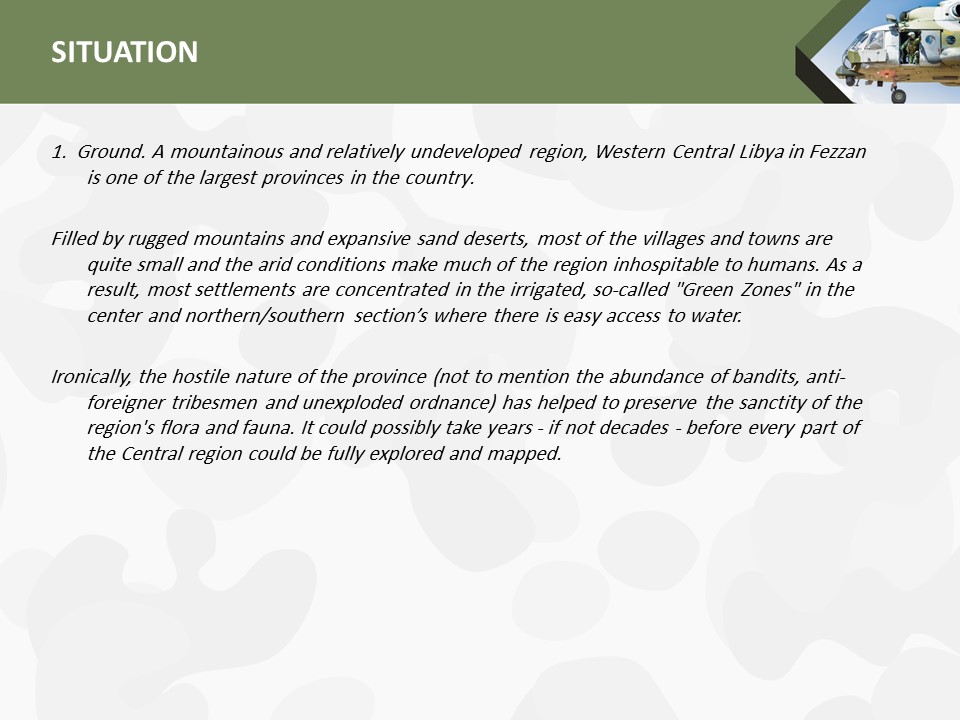 SITUATION
1. Ground. A mountainous and relatively undeveloped region, Western Central Libya in Fezzan
is one of the largest provinces in the country.
Filled by rugged mountains and expansive sand deserts, most of the villages and towns are
quite small and the arid conditions make much of the region inhospitable to humans. As a
result, most settlements are concentrated in the irrigated, so-called "Green Zones" in the
center and northern/southern section’s where there is easy access to water.
Ironically, the hostile nature of the province (not to mention the abundance of bandits, anti-
foreigner tribesmen and unexploded ordnance) has helped to preserve the sanctity of the
region's flora and fauna. It could possibly take years - if not decades - before every part of
the Central region could be fully explored and mapped.